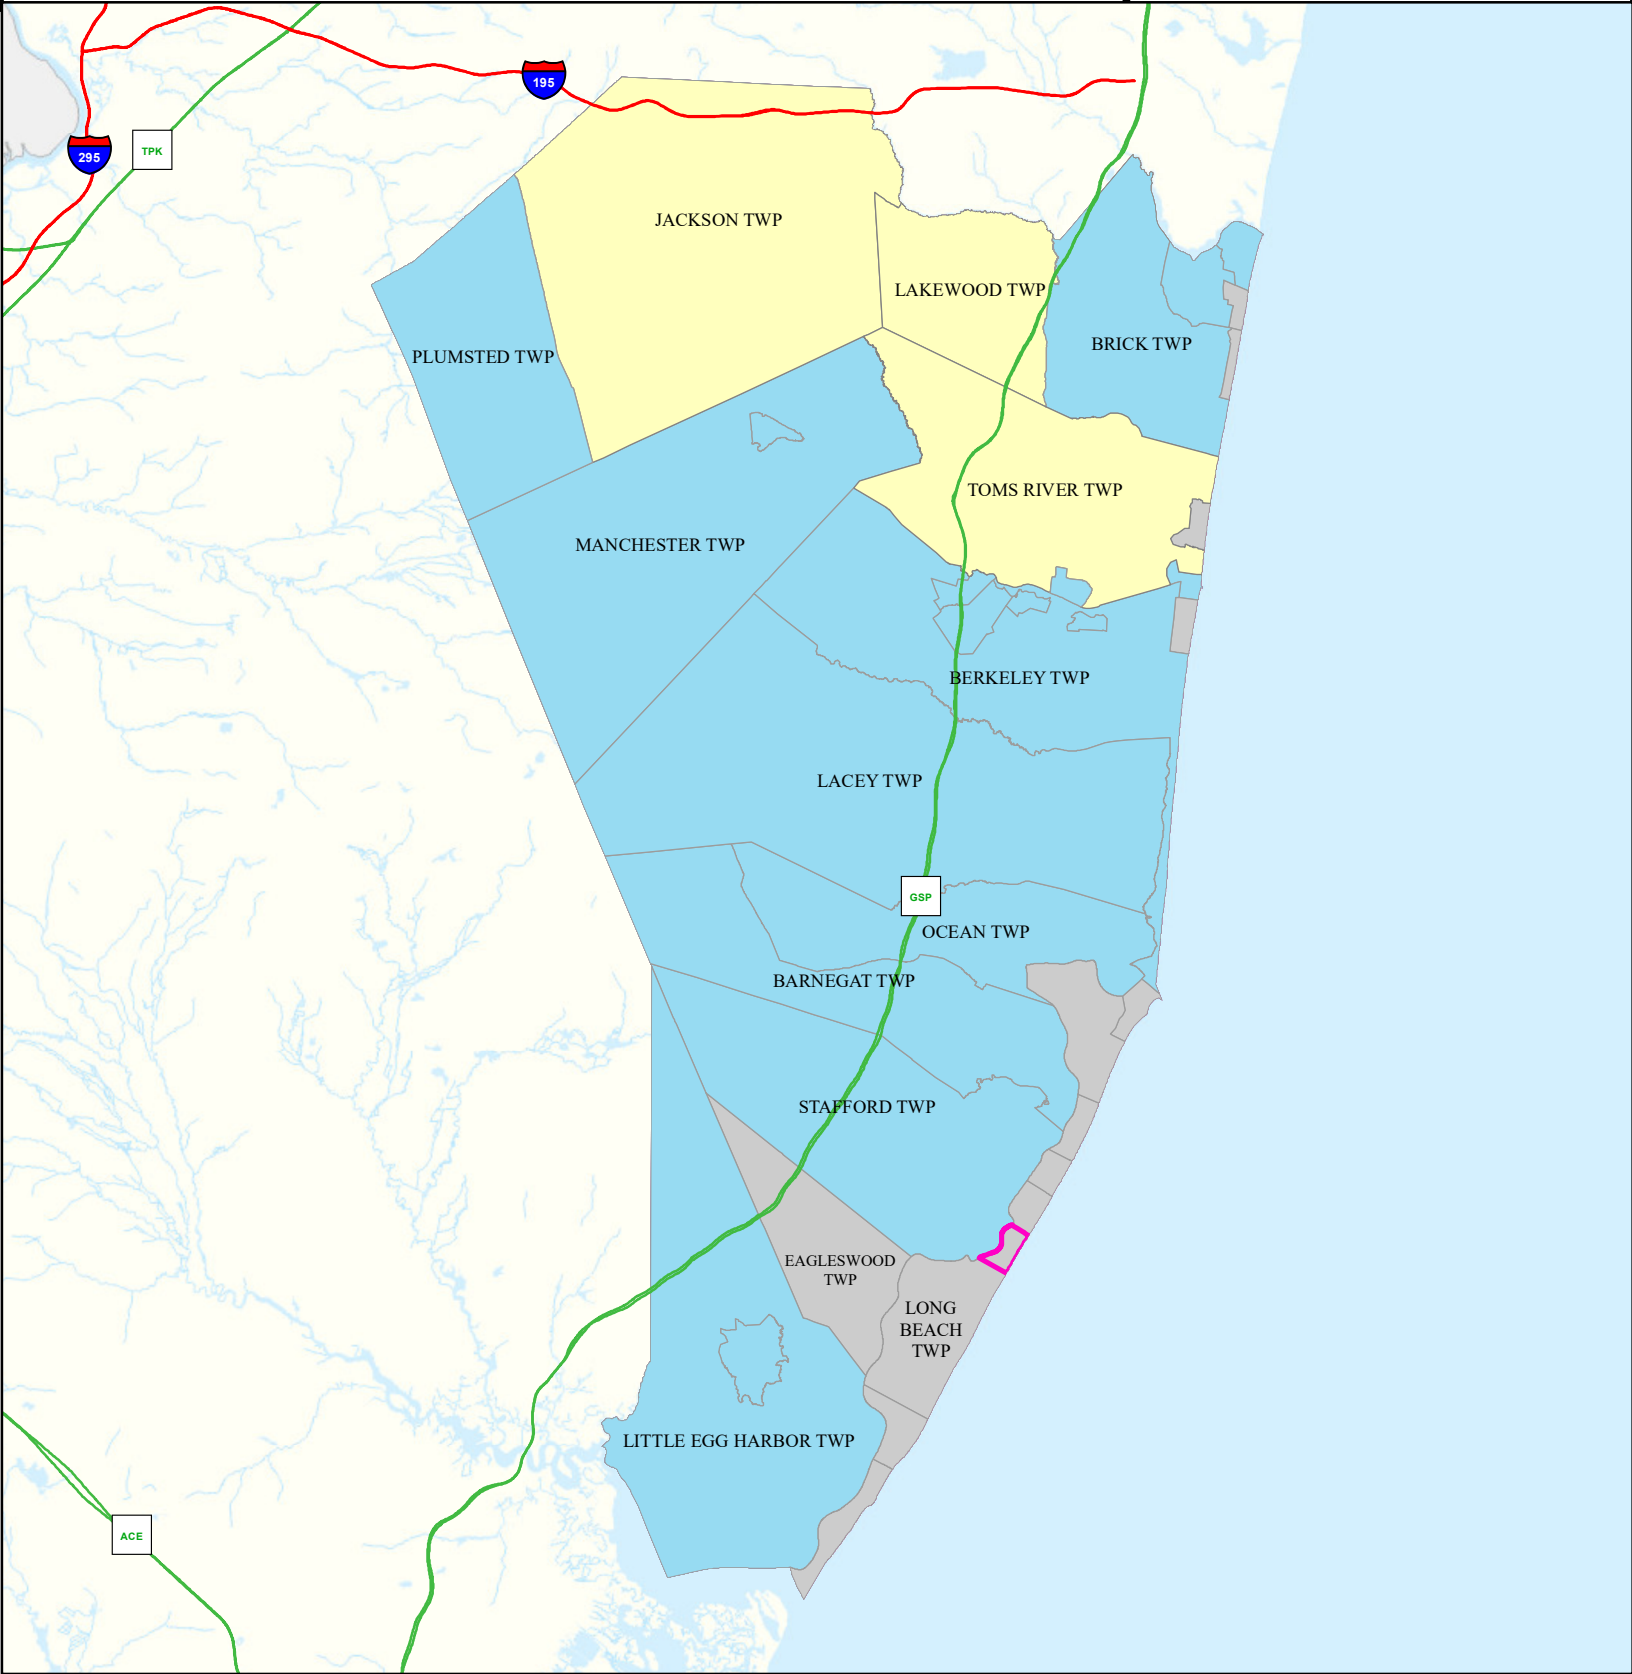 195
295
TPK
JACKSON TWP
LAKEWOOD TWP
BRICK TWP
PLUMSTED TWP
TOMS RIVER TWP
MANCHESTER TWP
BERKELEY TWP
LACEY TWP
GSP
OCEAN TWP
BARNEGAT TWP
STAFFORD TWP
EAGLESWOOD
TWP
LONG
BEACH
TWP
LITTLE EGG HARBOR TWP
ACE